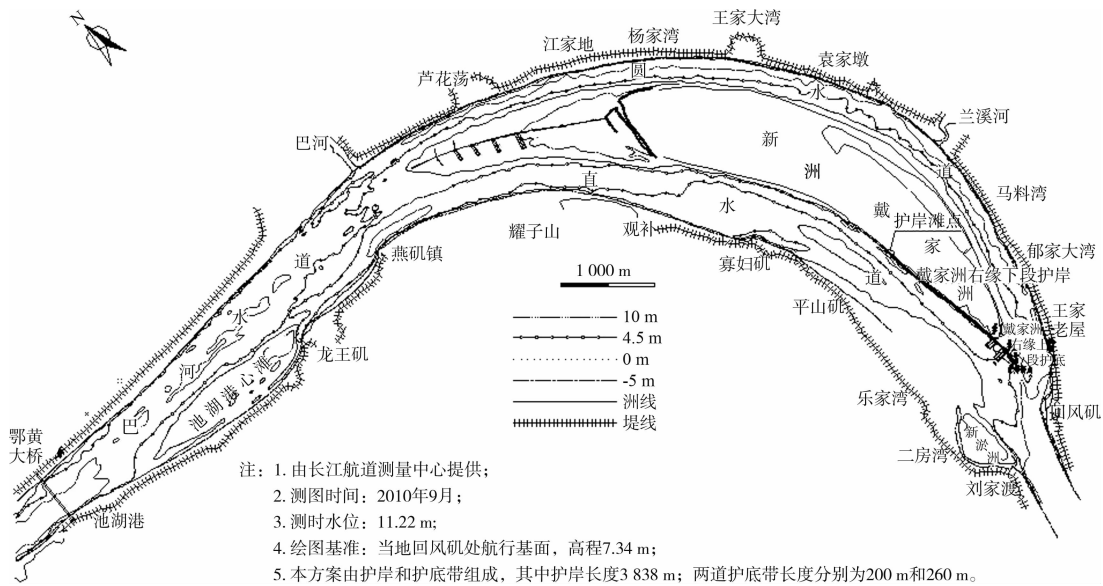 N
王家大湾
杨家湾
江家地
袁家墩
芦花荡
圆
水
道
兰溪河
巴河
新
洲
马料湾
直
水
道
戴
家
洲
护岸滩点
耀子山
观补
燕矶镇
寡妇矶
郁家大湾
戴家洲右缘下段护岸
平山矶
王家
老屋
戴家洲
右缘上
段护底
1 000 m
10 m
4.5 m
0 m
-5 m
洲线
堤线
道
水
河
巴
龙王矶
池湖港心滩
乐家湾
回风矶
新淤洲
二房湾
刘家渡
鄂黄
大桥
池湖港
注：1. 由长江航道测量中心提供；
2. 测图时间：2010年9月；
3. 测时水位：11.22 m;
4. 绘图基准：当地回风矶处航行基面，高程7.34 m；
5. 本方案由护岸和护底带组成，其中护岸长度3 838 m；两道护底带长度分别为200 m和260 m。